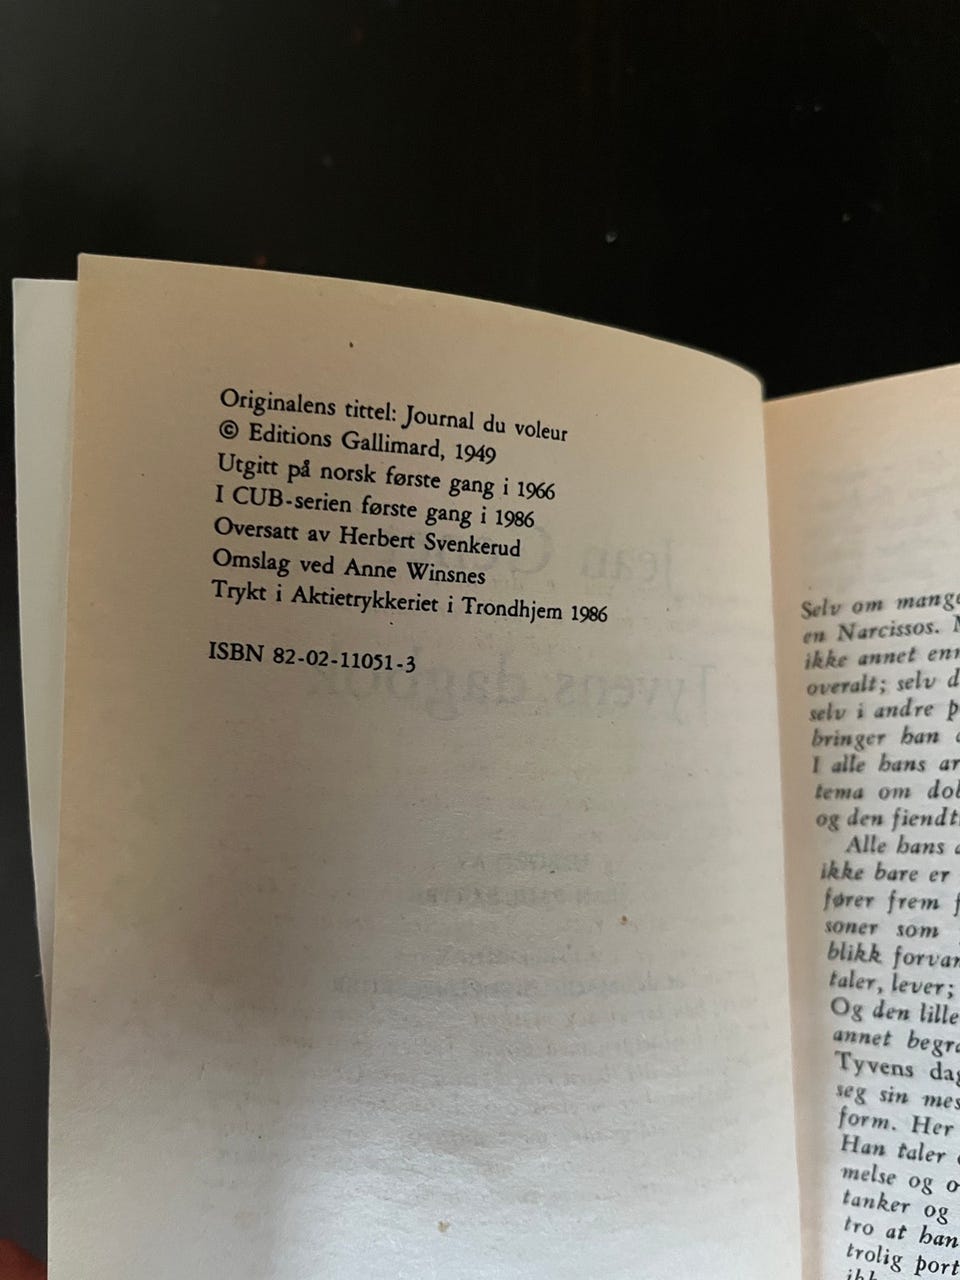 Originalens tittel: Journal du voleur
© Editions Gallimard, 1949
Utgitt på norsk første gang i 1966
I CUB-serien første gang i 1986
Oversatt av Herbert Svenkerud
Omslag ved Anne Winsnes
Trykt i Aktietrykkeriet i Trondhjem 1986
ISBN 82-02-11051-3
Jean
Tyvens dagbok
Selv om mange
en Narcissos.
ikke annet enn
overalt; selv
selv i andre
bringer han
I alle hans
tema om
og den
Alle hans
ikke bare er
fører frem
soner som
blikk
taler, lever;
Og den lille
annet
Tyvens
seg sin
form. Her
Han taler
melse og
tanker og
tro at han
trolig